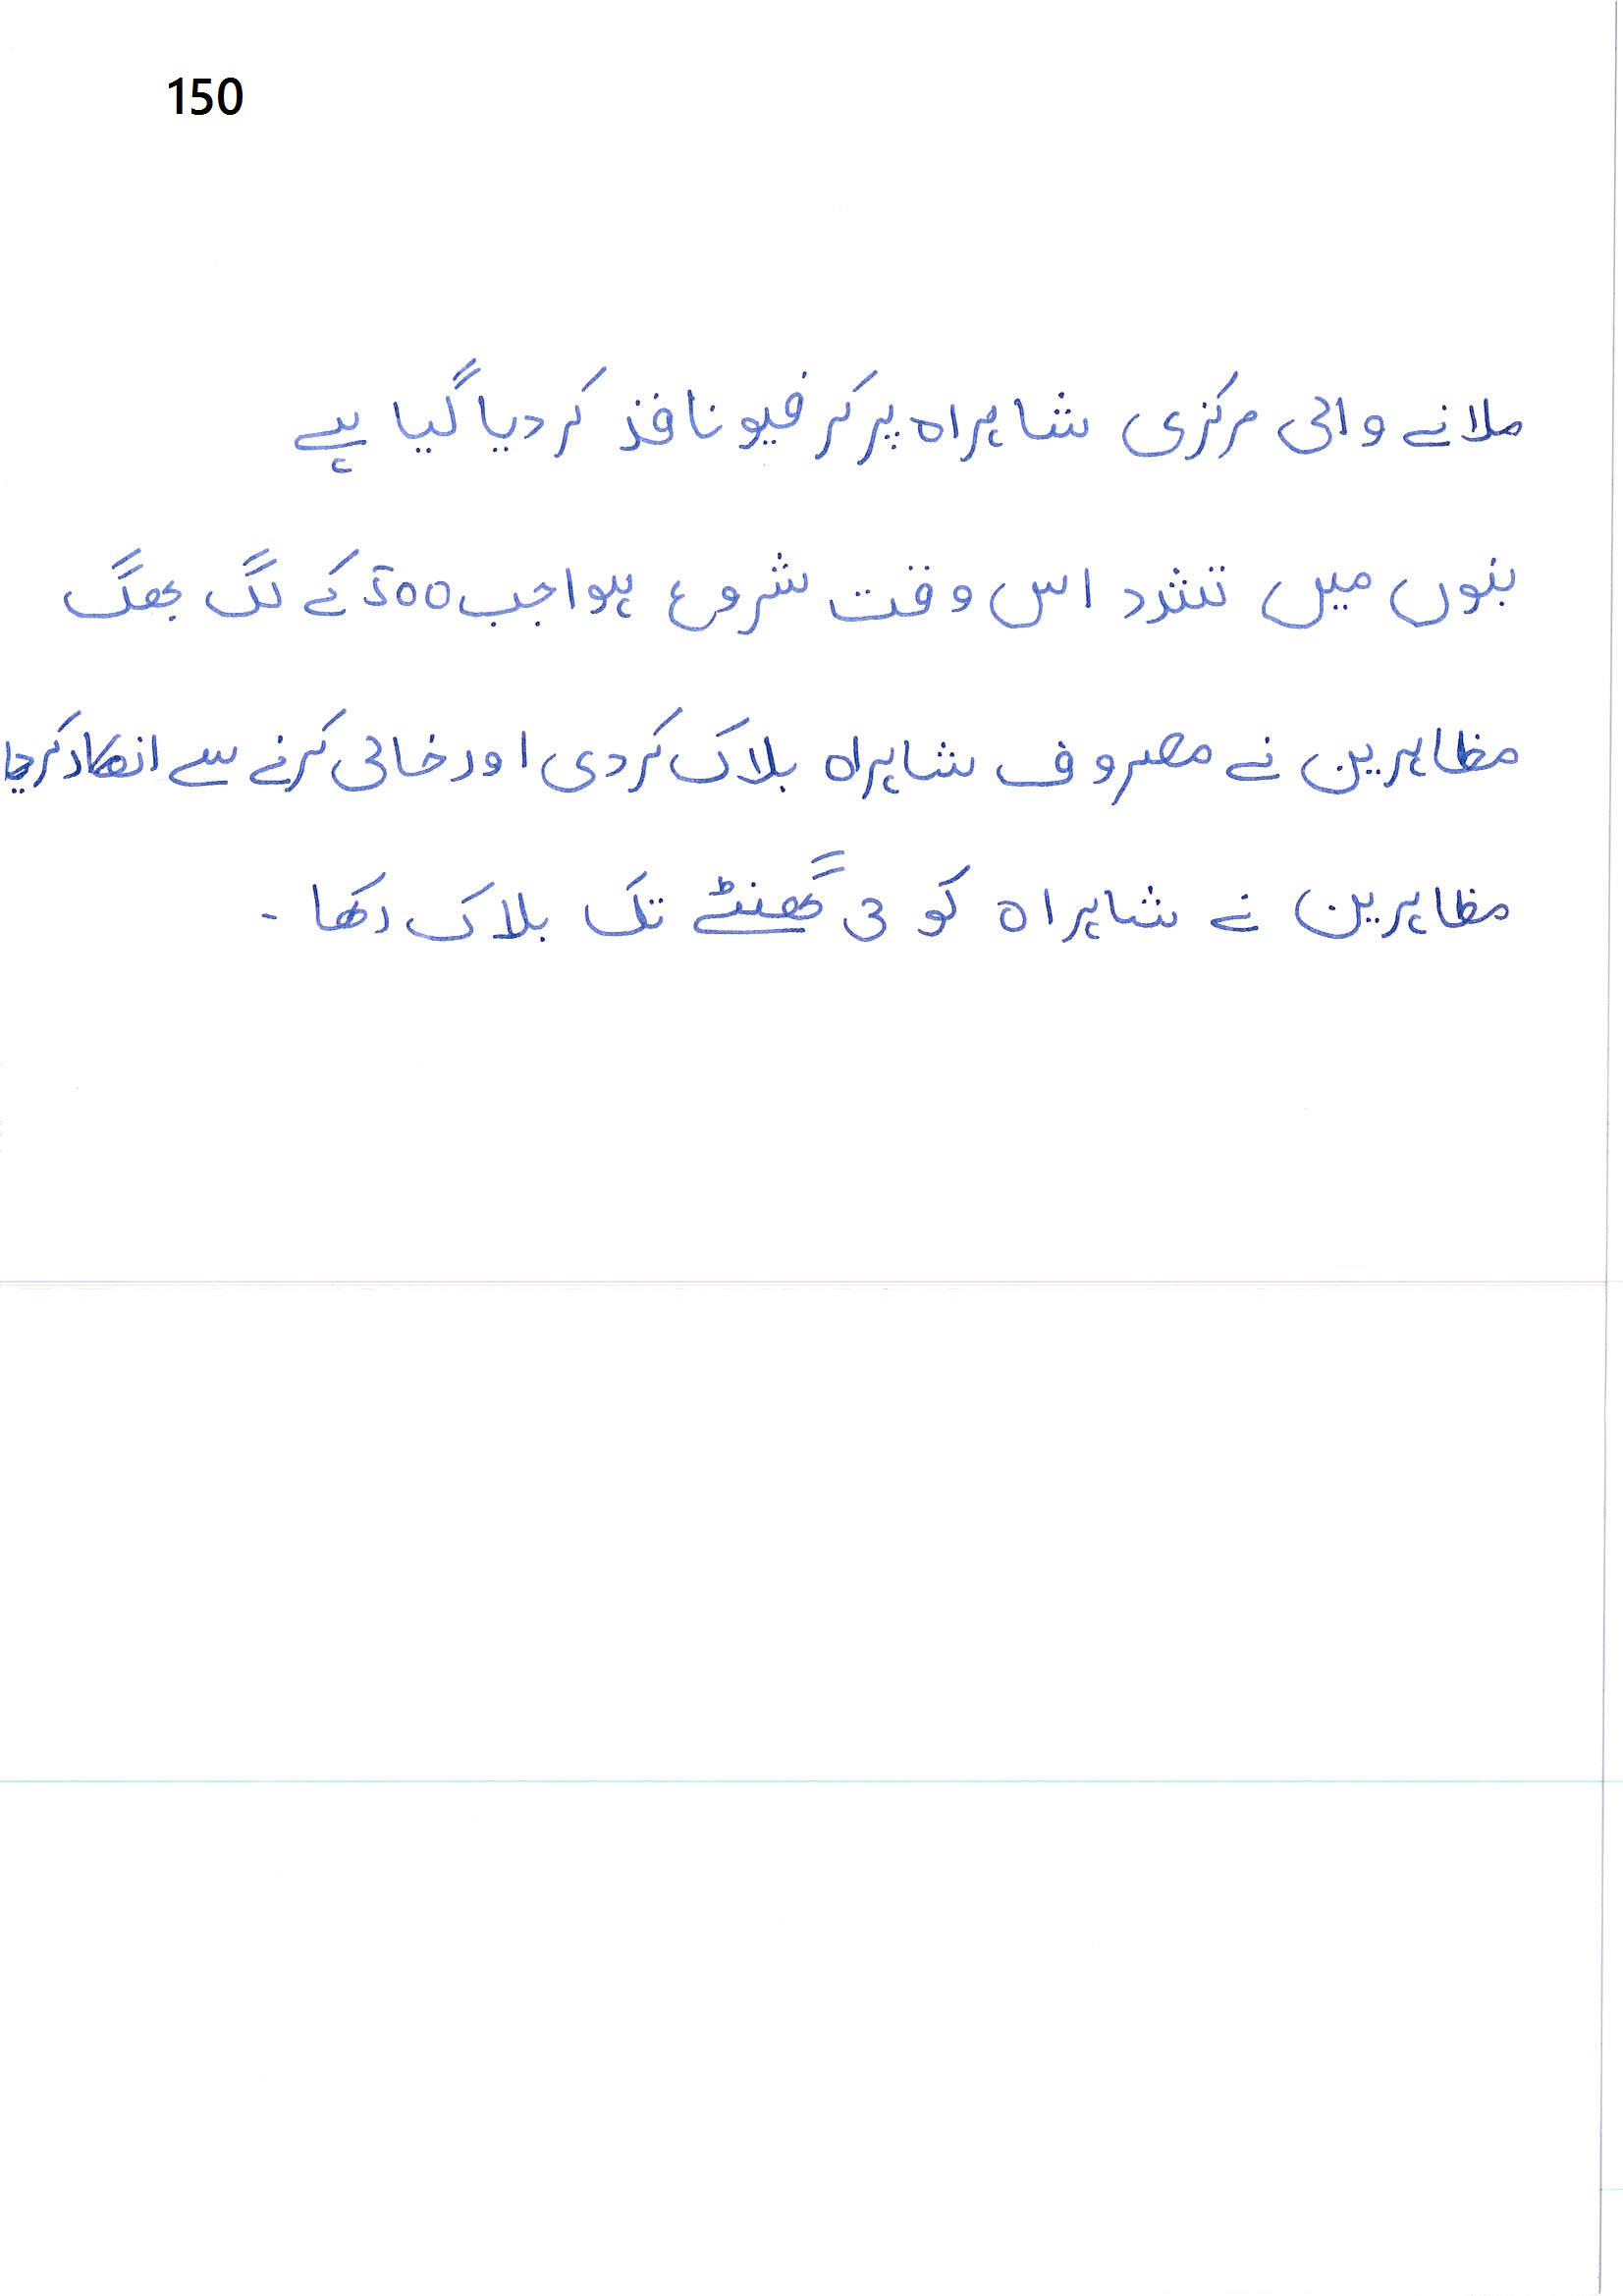 150
ملانے والی مرکزی شاہراہ پر کرفیو نافذ کر دیا گیا ہے
بنوں میں تشدد اس وقت شروع ہوا جب 500 کے لگ بھگ
مظاہرین نے مصروف شاہراہ بلاک کر دی اور خالی کرنے سے انکار کر دیا
مظاہرین نے شاہراہ کو گھنٹے تک بلاک رکھا -